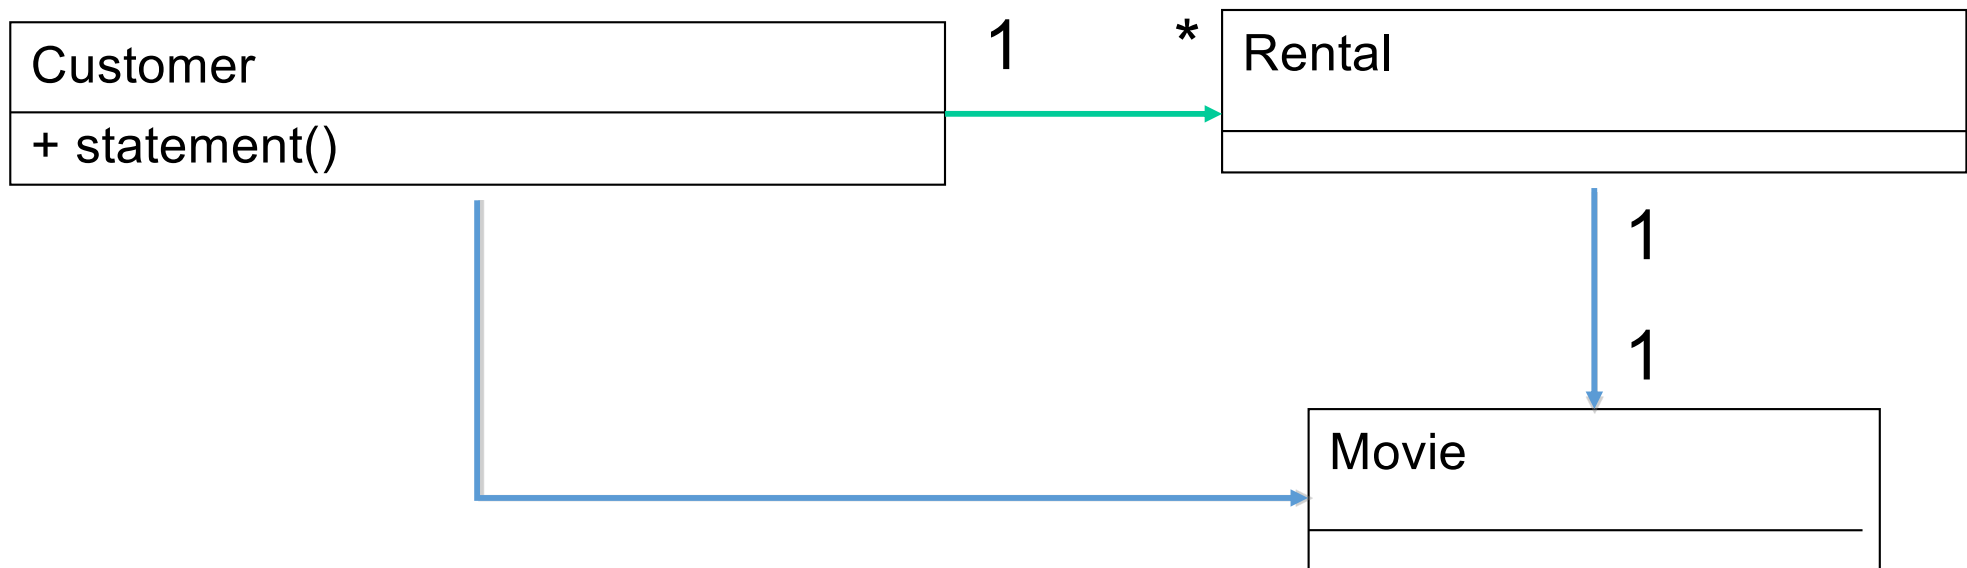 Customer
+ statement()
1
*
Rental
1
1
Movie